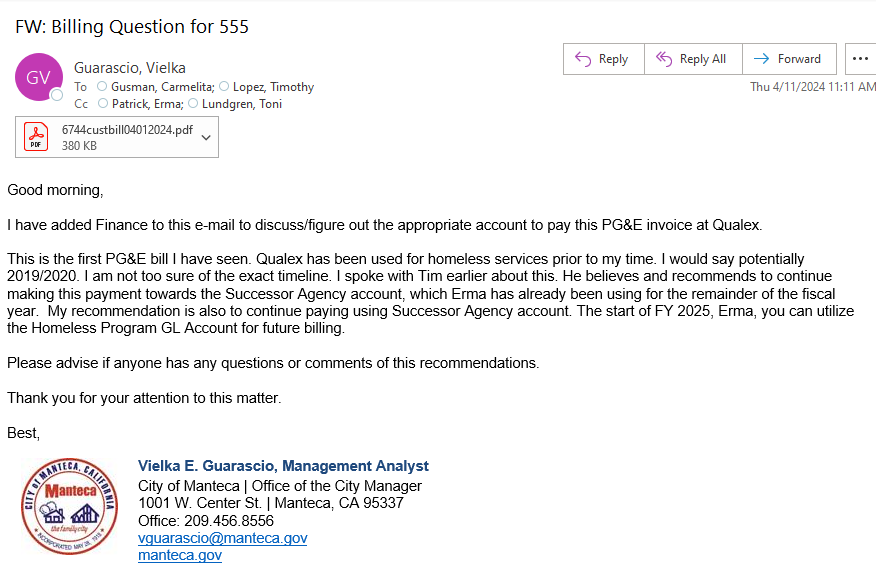 FW: Billing Question for 555
GV
Guarascio, Vielka
To Gusman, Carmelita; Lopez, Timothy
Cc Patrick, Erma; Lundgren, Toni
Reply
Reply All
Forward
...
Thu 4/11/2024 11:11 AM
PDF
6744custbill04012024.pdf
380 KB
Good morning,
I have added Finance to this e-mail to discuss/figure out the appropriate account to pay this PG&E invoice at Qualex.
This is the first PG&E bill I have seen. Qualex has been used for homeless services prior to my time. I would say potentially
2019/2020. I am not too sure of the exact timeline. I spoke with Tim earlier about this. He believes and recommends to continue
making this payment towards the Successor Agency account, which Erma has already been using for the remainder of the fiscal
year. My recommendation is also to continue paying using Successor Agency account. The start of FY 2025, Erma, you can utilize
the Homeless Program GL Account for future billing.
Please advise if anyone has any questions or comments of this recommendations.
Thank you for your attention to this matter.
Best,
CITY OF MANTECA, CALIFORNIA
Manteca
the family city
INCORPORATED MAY 28, 1918
Vielka E. Guarascio, Management Analyst
City of Manteca | Office of the City Manager
1001 W. Center St. | Manteca, CA 95337
Office: 209.456.8556
vguarascio@manteca.gov
manteca.gov